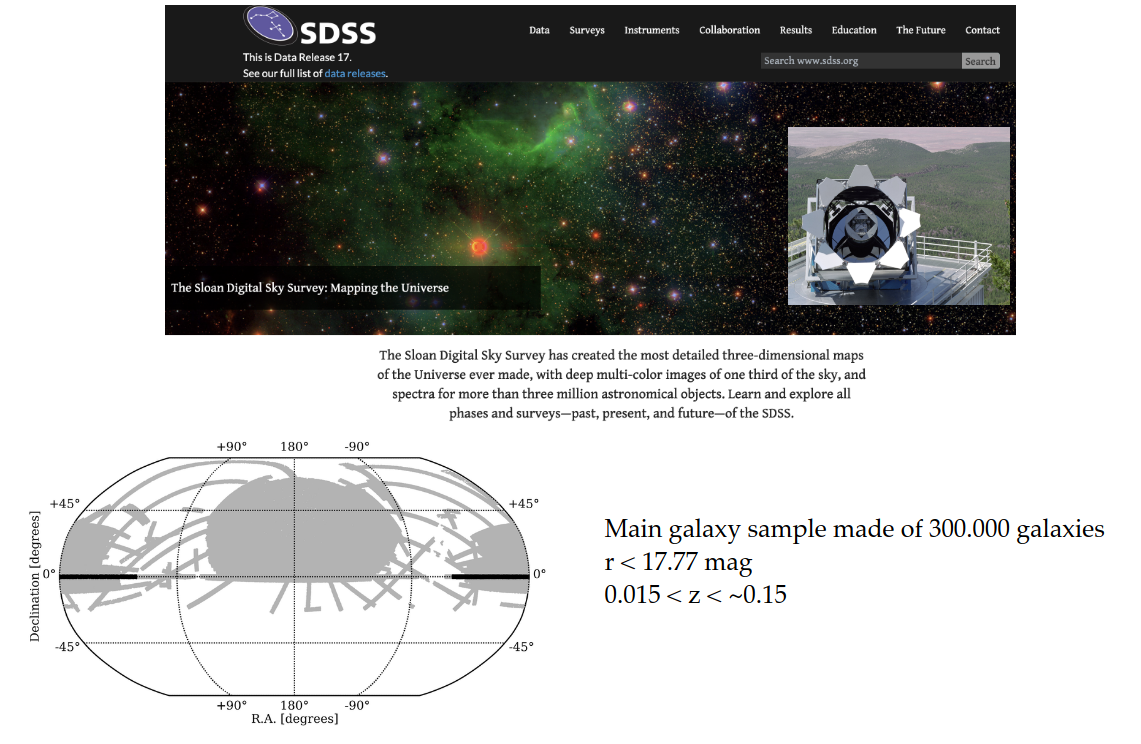 SDSS
This is Data Release 17.
See our full list of data releases.
Data Surveys Instruments Collaboration Results Education The Future Contact
Search www.sdss.org Search
The Sloan Digital Sky Survey: Mapping the Universe
The Sloan Digital Sky Survey has created the most detailed three-dimensional maps
of the Universe ever made, with deep multi-color images of one third of the sky, and
spectra for more than three million astronomical objects. Learn and explore all
phases and surveys—past, present, and future—of the SDSS.
+90° 180° -90°
+45° +45°
0° 0°
-45° -45°
+90° 180° -90°
R.A. [degrees]
Declination [degrees]
Main galaxy sample made of 300.000 galaxies
r < 17.77 mag
0.015 < z < ~0.15